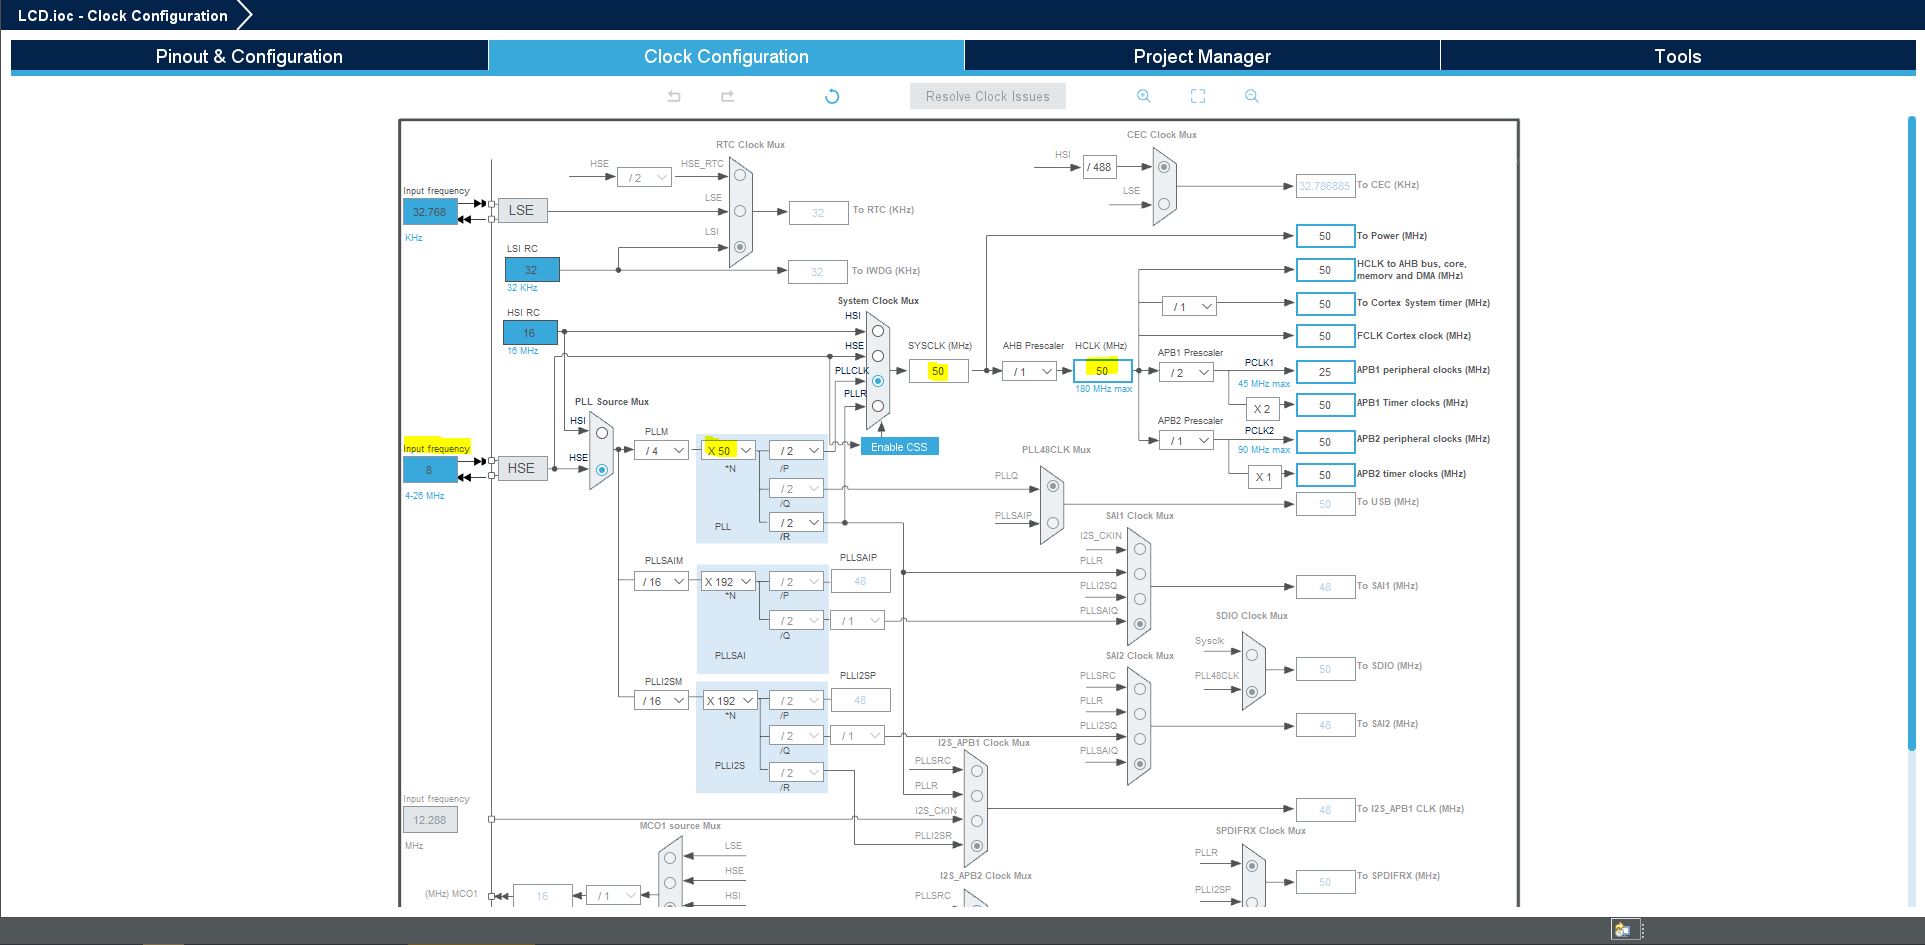 LCD.ioc - Clock Configuration
Pinout & Configuration
Clock Configuration
Project Manager
Tools
Resolve Clock Issues
RTC Clock Mux
HSE
/ 2
HSE_RTC
LSE
LSI
32
To RTC (KHz)
32
To IWDG (KHz)
CEC Clock Mux
HSI
/ 488
LSE
32.786885
To CEC (KHz)
Input frequency
32.768
KHz
LSE
LSI RC
32
32 KHz
HSI RC
16
16 MHz
System Clock Mux
HSI
HSE
PLLCLK
PLLR
Enable CSS
SYSCLK (MHz)
50
AHB Prescaler
/ 1
HCLK (MHz)
50
180 MHz max
50
To Power (MHz)
50
HCLK to AHB bus, core,
memory and DMA (MHz)
/ 1
50
To Cortex System timer (MHz)
50
FCLK Cortex clock (MHz)
APB1 Prescaler
/ 2
PCLK1
45 MHz max
25
APB1 peripheral clocks (MHz)
X 2
50
APB1 Timer clocks (MHz)
APB2 Prescaler
/ 1
PCLK2
90 MHz max
50
APB2 peripheral clocks (MHz)
X 1
50
APB2 timer clocks (MHz)
Input frequency
8
4-26 MHz
HSE
PLL Source Mux
HSI
HSE
PLLM
/ 4
X 50
*N
/ 2
/P
/ 2
/Q
/ 2
/R
PLL
PLL48CLK Mux
PLLQ
PLLSAIP
50
To USB (MHz)
PLLSAIM
/ 16
X 192
*N
/ 2
/P
/ 2
/Q
PLLSAI
PLLSAIP
48
/ 1
SAI1 Clock Mux
I2S_CKIN
PLLR
PLLI2SQ
PLLSAIQ
48
To SAI1 (MHz)
SDIO Clock Mux
Sysclk
PLL48CLK
50
To SDIO (MHz)
SAI2 Clock Mux
PLLSRC
PLLR
PLLI2SQ
PLLSAIQ
48
To SAI2 (MHz)
PLLI2SM
/ 16
X 192
*N
/ 2
/P
/ 2
/Q
/ 2
/R
PLLI2S
PLLI2SP
48
/ 1
I2S_APB1 Clock Mux
PLLSRC
PLLR
I2S_CKIN
PLLI2SR
48
To I2S_APB1 CLK (MHz)
Input frequency
12.288
MHz
MCO1 source Mux
LSE
HSE
HSI
(MHz) MCO1
16
/ 1
I2S_APB2 Clock Mux
PLLSRC
SPDIFRX Clock Mux
PLLR
PLLI2SP
50
To SPDIFRX (MHz)